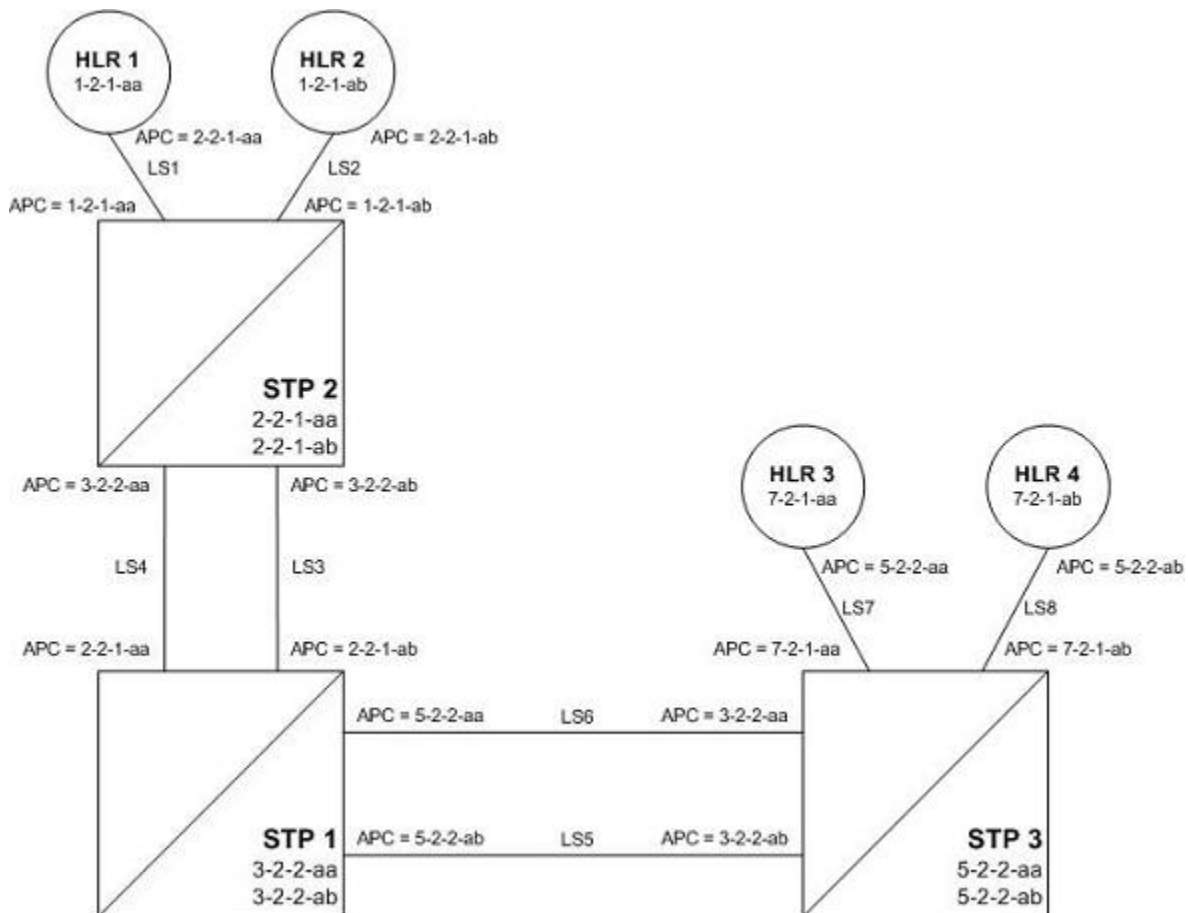 HLR 1
1-2-1-aa
HLR 2
1-2-1-ab
APC = 2-2-1-aa
APC = 2-2-1-ab
LS1
LS2
APC = 1-2-1-aa
APC = 1-2-1-ab
STP 2
2-2-1-aa
2-2-1-ab
APC = 3-2-2-aa
APC = 3-2-2-ab
HLR 3
7-2-1-aa
HLR 4
7-2-1-ab
LS4
LS3
APC = 5-2-2-aa
APC = 5-2-2-ab
LS7
LS8
APC = 2-2-1-aa
APC = 2-2-1-ab
APC = 7-2-1-aa
APC = 7-2-1-ab
APC = 5-2-2-aa
LS6
APC = 3-2-2-aa
STP 1
3-2-2-aa
3-2-2-ab
APC = 5-2-2-ab
LS5
APC = 3-2-2-ab
STP 3
5-2-2-aa
5-2-2-ab